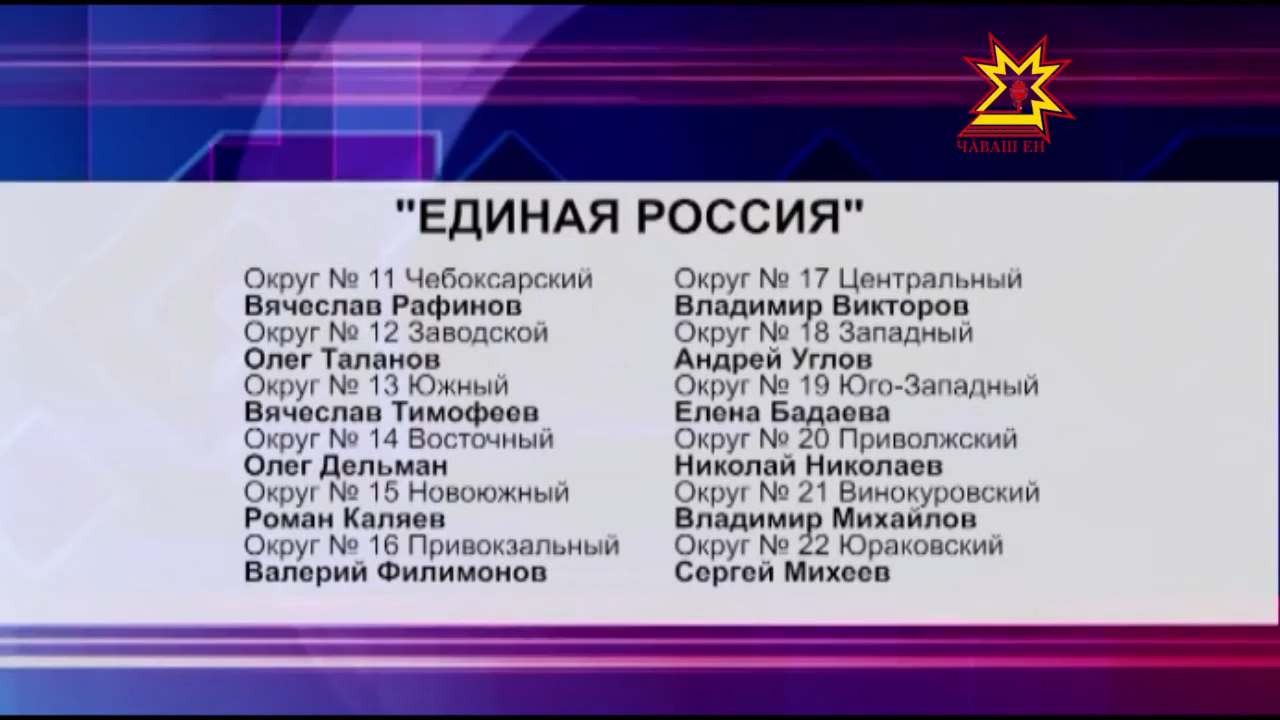 ЧӐВАШ ЕН
"ЕДИНАЯ РОССИЯ"
Округ № 11 Чебоксарский
Вячеслав Рафинов
Округ № 12 Заводской
Олег Таланов
Округ № 13 Южный
Вячеслав Тимофеев
Округ № 14 Восточный
Олег Дельман
Округ № 15 Новоюжный
Роман Каляев
Округ № 16 Привокзальный
Валерий Филимонов
Округ № 17 Центральный
Владимир Викторов
Округ № 18 Западный
Андрей Углов
Округ № 19 Юго-Западный
Елена Бадаева
Округ № 20 Приволжский
Николай Николаев
Округ № 21 Винокуровский
Владимир Михайлов
Округ № 22 Юраковский
Сергей Михеев